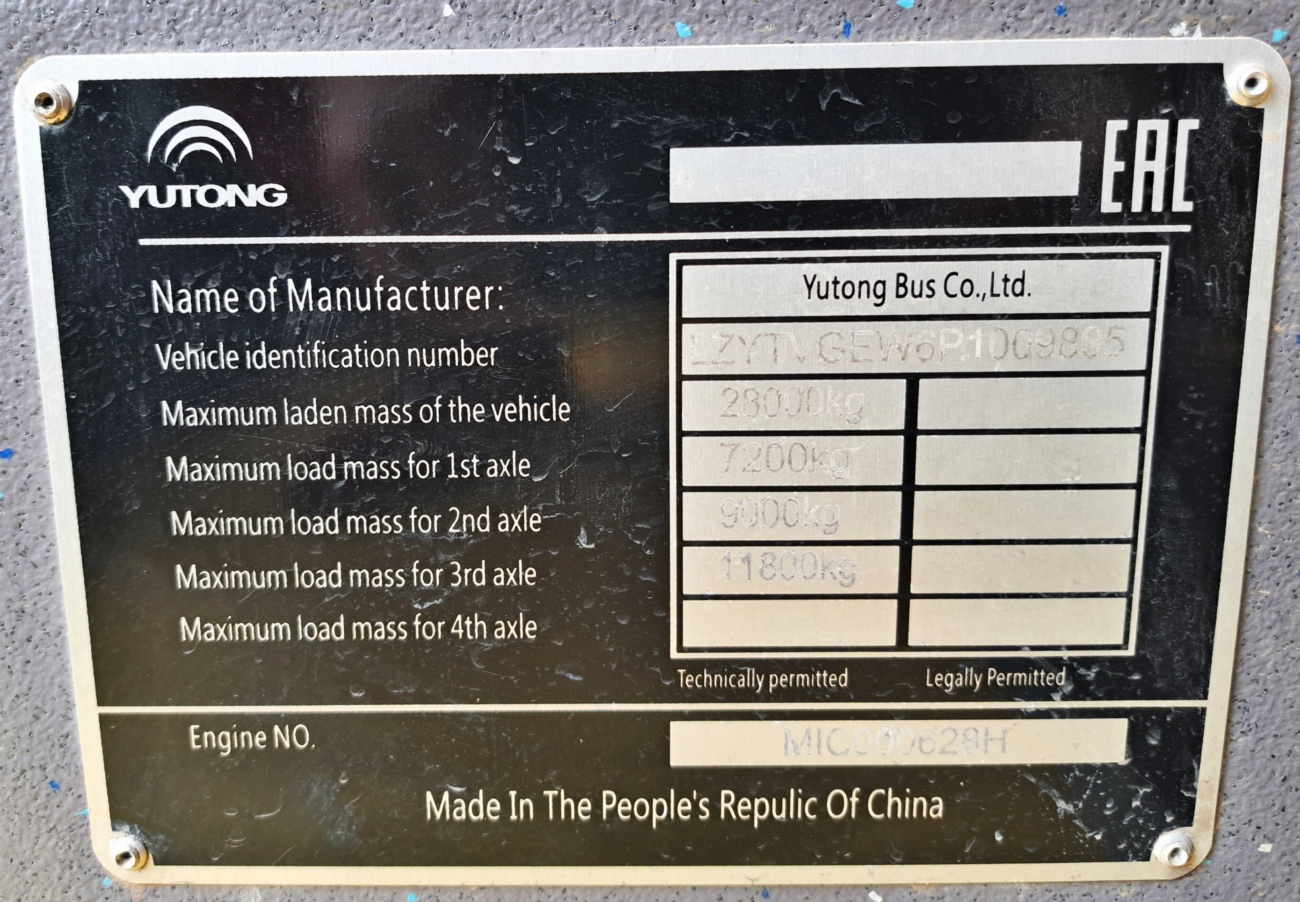 YUTONG
EAC
Name of Manufacturer: Yutong Bus Co.,Ltd.
Vehicle identification number LZYTVGEW6P1009895
Maximum laden mass of the vehicle 28000kg
Maximum load mass for 1st axle 7200kg
Maximum load mass for 2nd axle 9000kg
Maximum load mass for 3rd axle 11800kg
Maximum load mass for 4th axle
Technically permitted Legally Permitted
Engine NO.
Made In The People's Repulic Of China